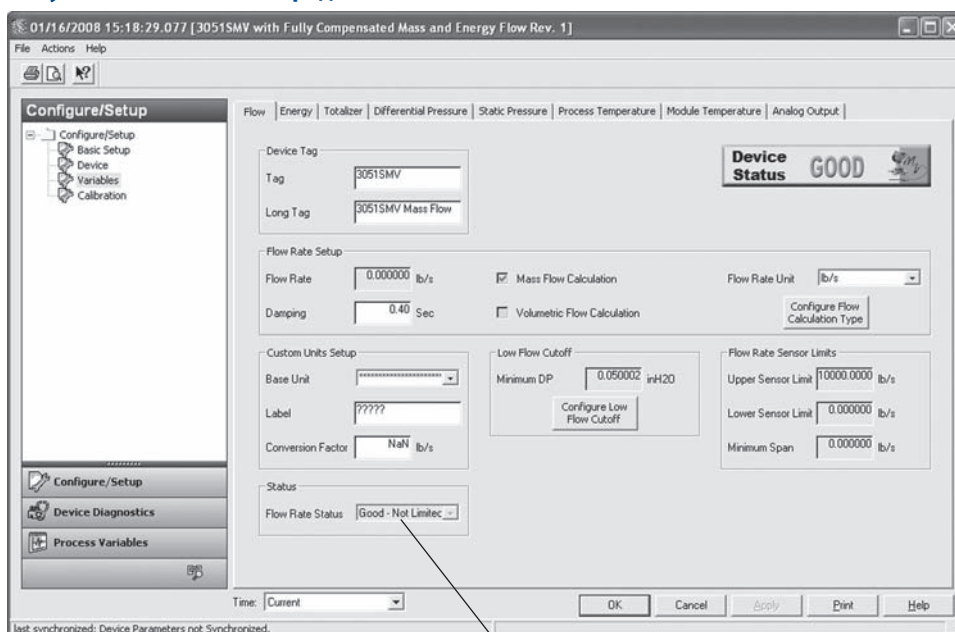 01/16/2008 15:18:29.077 [3051SMV with Fully Compensated Mass and Energy Flow Rev. 1]
File Actions Help
Configure/Setup
Configure/Setup
Basic Setup
Device
Variables
Calibration
Configure/Setup
Device Diagnostics
Process Variables
Flow Energy Totalizer Differential Pressure Static Pressure Process Temperature Module Temperature Analog Output
Device Tag
Tag 3051SMV
Long Tag 3051SMV Mass Flow
Device Status GOOD
Flow Rate Setup
Flow Rate 0.000000 lb/s
Mass Flow Calculation
Flow Rate Unit lb/s
Damping 0.40 Sec
Volumetric Flow Calculation
Configure Flow
Calculation Type
Custom Units Setup
Base Unit
Label ?????
Conversion Factor NaN lb/s
Low Flow Cutoff
Minimum DP 0.050002 inH2O
Configure Low
Flow Cutoff
Flow Rate Sensor Limits
Upper Sensor Limit 10000.0000 lb/s
Lower Sensor Limit 0.000000 lb/s
Minimum Span 0.000000 lb/s
Status
Flow Rate Status Good - Not Limitec
Time: Current
OK Cancel Apply Print Help
last synchronized: Device Parameters not Synchronized.